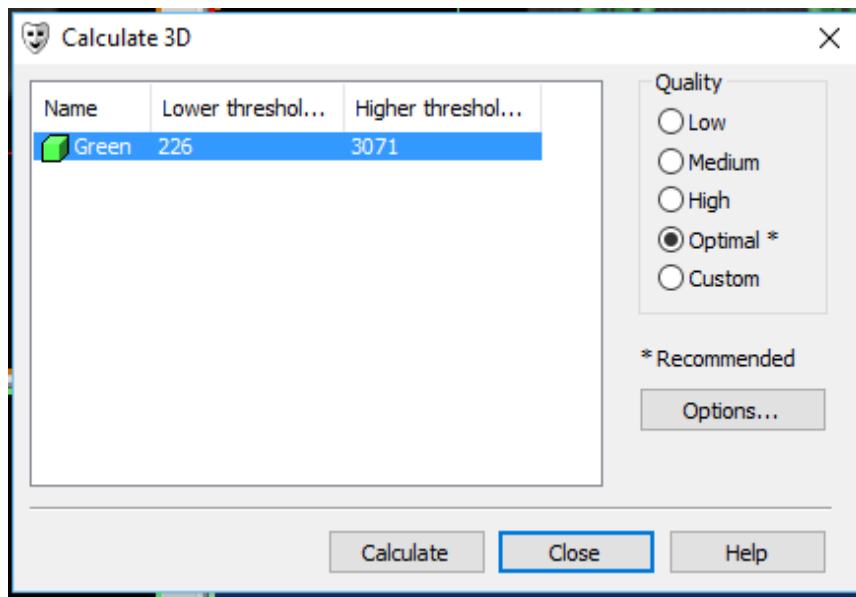 Calculate 3D
Name Lower threshol... Higher threshol...
Green 226 3071
Quality
Low
Medium
High
Optimal *
Custom
* Recommended
Options...
Calculate Close Help